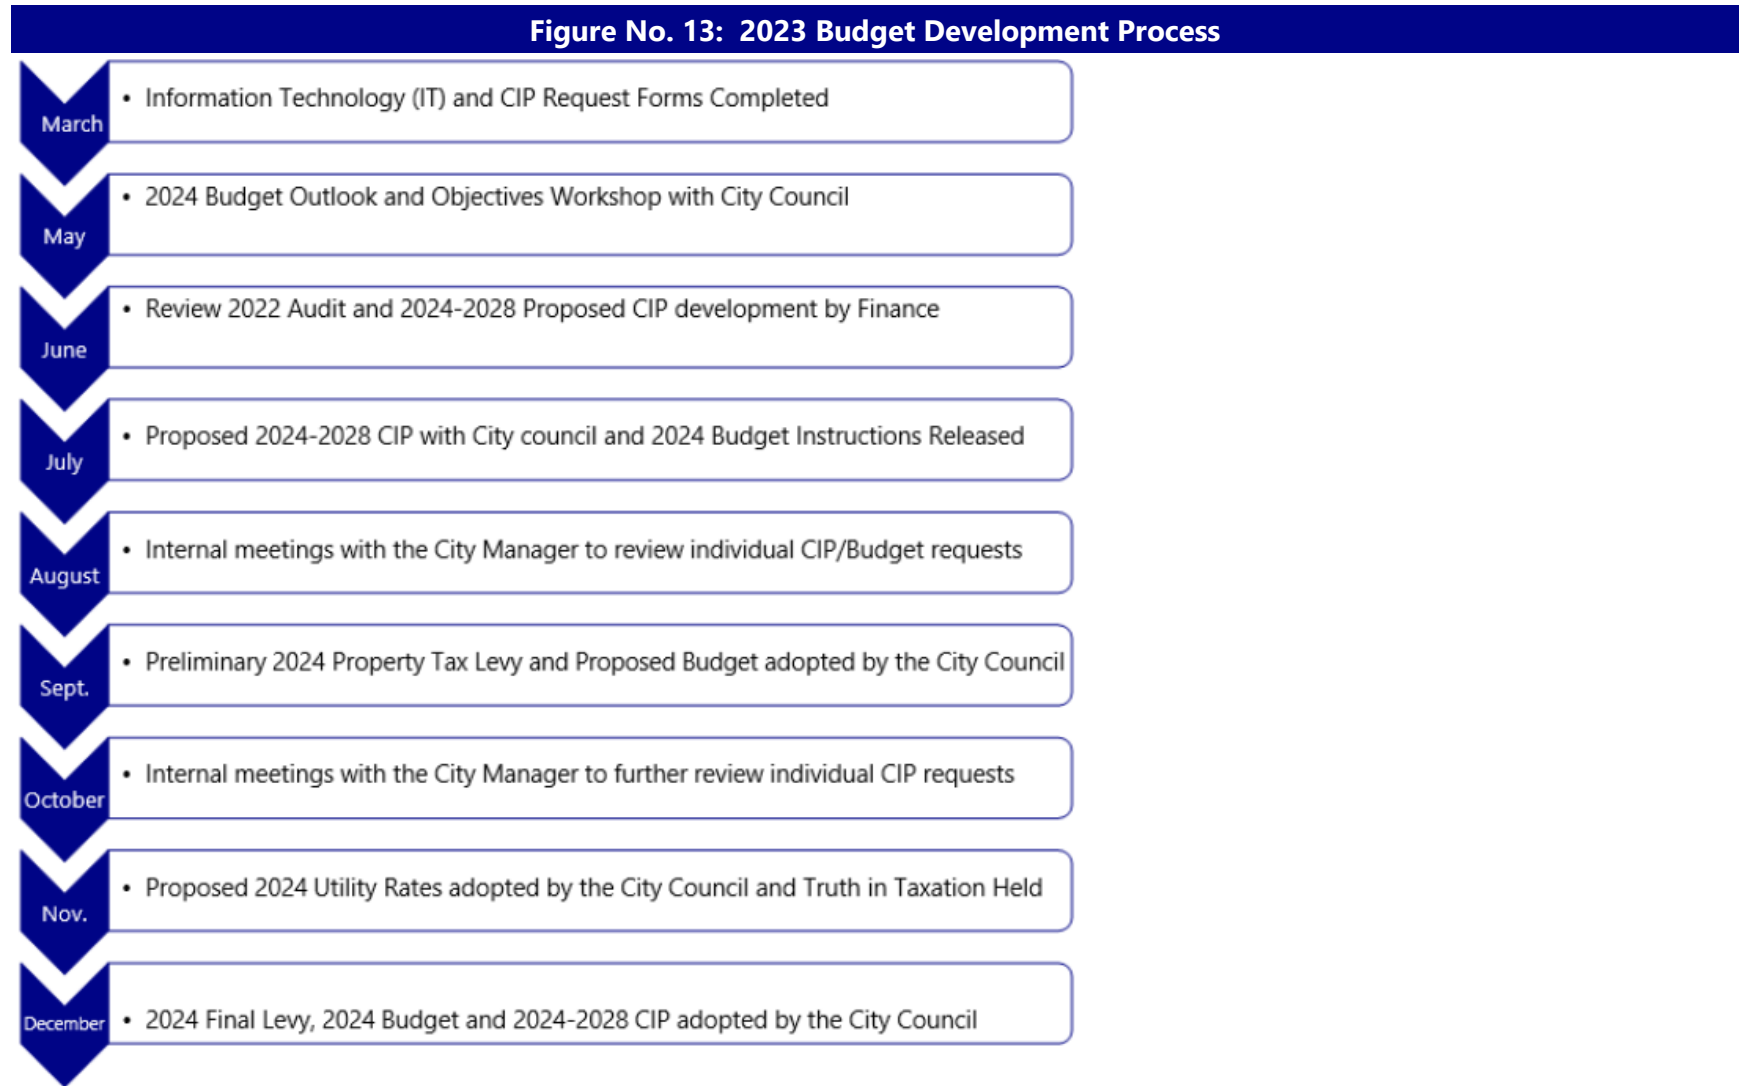 Figure No. 13:  2023 Budget Development Process
March
• Information Technology (IT) and CIP Request Forms Completed
May
• 2024 Budget Outlook and Objectives Workshop with City Council
June
• Review 2022 Audit and 2024-2028 Proposed CIP development by Finance
July
• Proposed 2024-2028 CIP with City council and 2024 Budget Instructions Released
August
• Internal meetings with the City Manager to review individual CIP/Budget requests
Sept.
• Preliminary 2024 Property Tax Levy and Proposed Budget adopted by the City Council
October
• Internal meetings with the City Manager to further review individual CIP requests
Nov.
• Proposed 2024 Utility Rates adopted by the City Council and Truth in Taxation Held
December
• 2024 Final Levy, 2024 Budget and 2024-2028 CIP adopted by the City Council